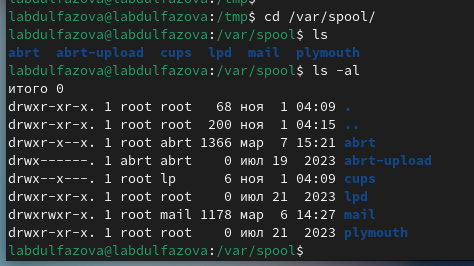 labdulfazova@labdulfazova:/tmp$
labdulfazova@labdulfazova:/tmp$ cd /var/spool/
labdulfazova@labdulfazova:/var/spool$ ls
abrt  abrt-upload  cups  lpd  mail  plymouth
labdulfazova@labdulfazova:/var/spool$ ls -al
итого 0
drwxr-xr-x. 1 root root   68 ноя  1 04:09 .
drwxr-xr-x. 1 root root  200 ноя  1 04:15 ..
drwxr-x--x. 1 root abrt 1366 мар  7 15:21 abrt
drwx------. 1 abrt abrt    0 июл 19  2023 abrt-upload
drwx--x---. 1 root lp      6 ноя  1 04:09 cups
drwxr-xr-x. 1 root root    0 июл 21  2023 lpd
drwxrwxr-x. 1 root mail 1178 мар  6 14:27 mail
drwxr-xr-x. 1 root root    0 июл 21  2023 plymouth
labdulfazova@labdulfazova:/var/spool$